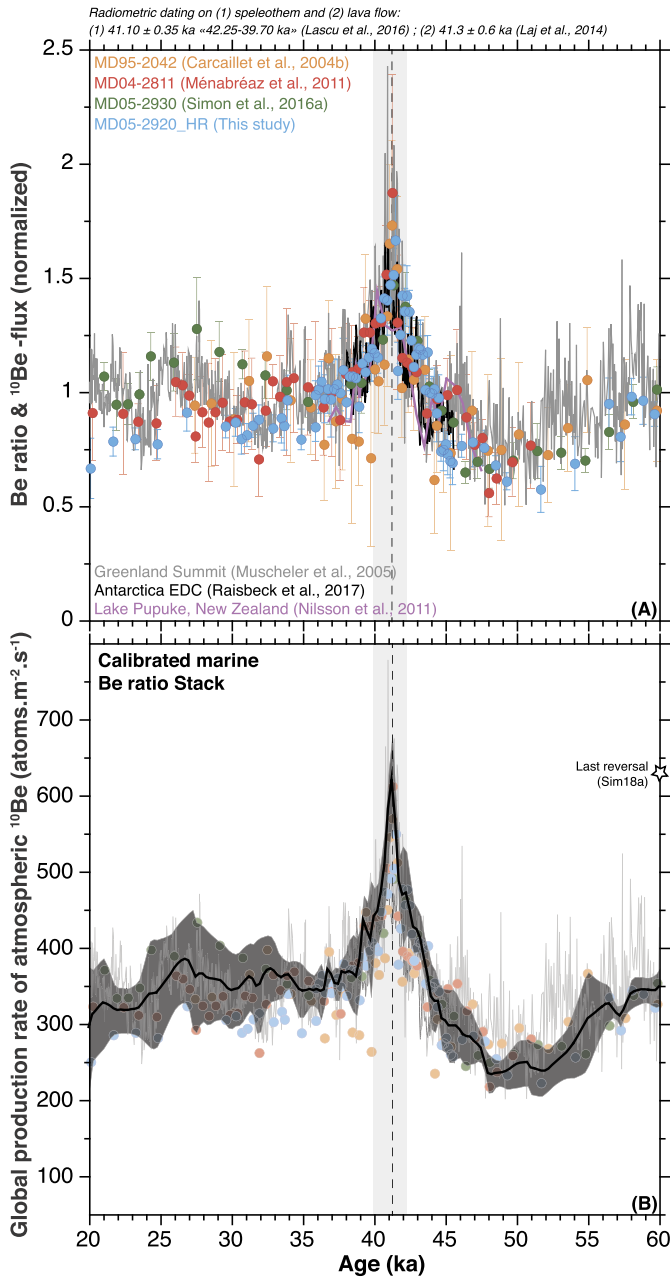 Radiometric dating on (1) speleothem and (2) lava flow:
(1) 41.10 ± 0.35 ka «42.25-39.70 ka» (Lascu et al., 2016) ; (2) 41.3 ± 0.6 ka (Laj et al., 2014)
2.5
MD95-2042 (Carcaillet et al., 2004b)
MD04-2811 (Ménabréaz et al., 2011)
MD05-2930 (Simon et al., 2016a)
MD05-2920_HR (This study)
2
1.5
1
0.5
0
Be ratio & ¹⁰Be -flux (normalized)
Greenland Summit (Muscheler et al., 2005)
Antarctica EDC (Raisbeck et al., 2017)
Lake Pupuke, New Zealand (Nilsson et al., 2011)
(A)
Calibrated marine
Be ratio Stack
700
600
500
400
300
200
100
Global production rate of atmospheric ¹⁰Be (atoms.m⁻².s⁻¹)
Last reversal
(Sim18a)
(B)
20 25 30 35 40 45 50 55 60
Age (ka)